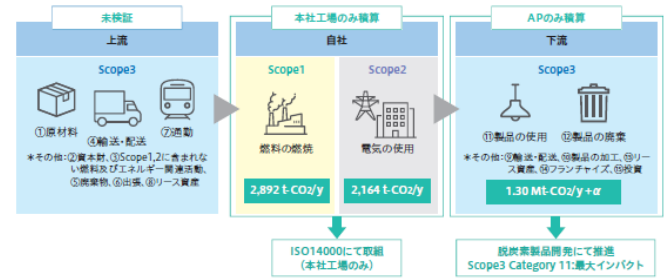 未検証
上流
Scope3
①原材料
④輸送・配送
⑦通勤
＊その他:②資本財、③Scope1,2に含まれな
い燃料及びエネルギー関連活動、
⑤廃棄物、⑥出張、⑧リース資産
本社工場のみ積算
自社
Scope1
燃料の燃焼
2,892 t-CO2/y
Scope2
電気の使用
2,164 t-CO2/y
ISO14000にて取組
（本社工場のみ）
APのみ積算
下流
Scope3
⑪製品の使用
⑫製品の廃棄
＊その他:⑨輸送・配送、⑩製品の加工、⑬リー
ス資産、⑭フランチャイズ、⑮投資
1.30 Mt-CO2/y+α
脱炭素製品開発にて推進
Scope3 Category 11:最大インパクト